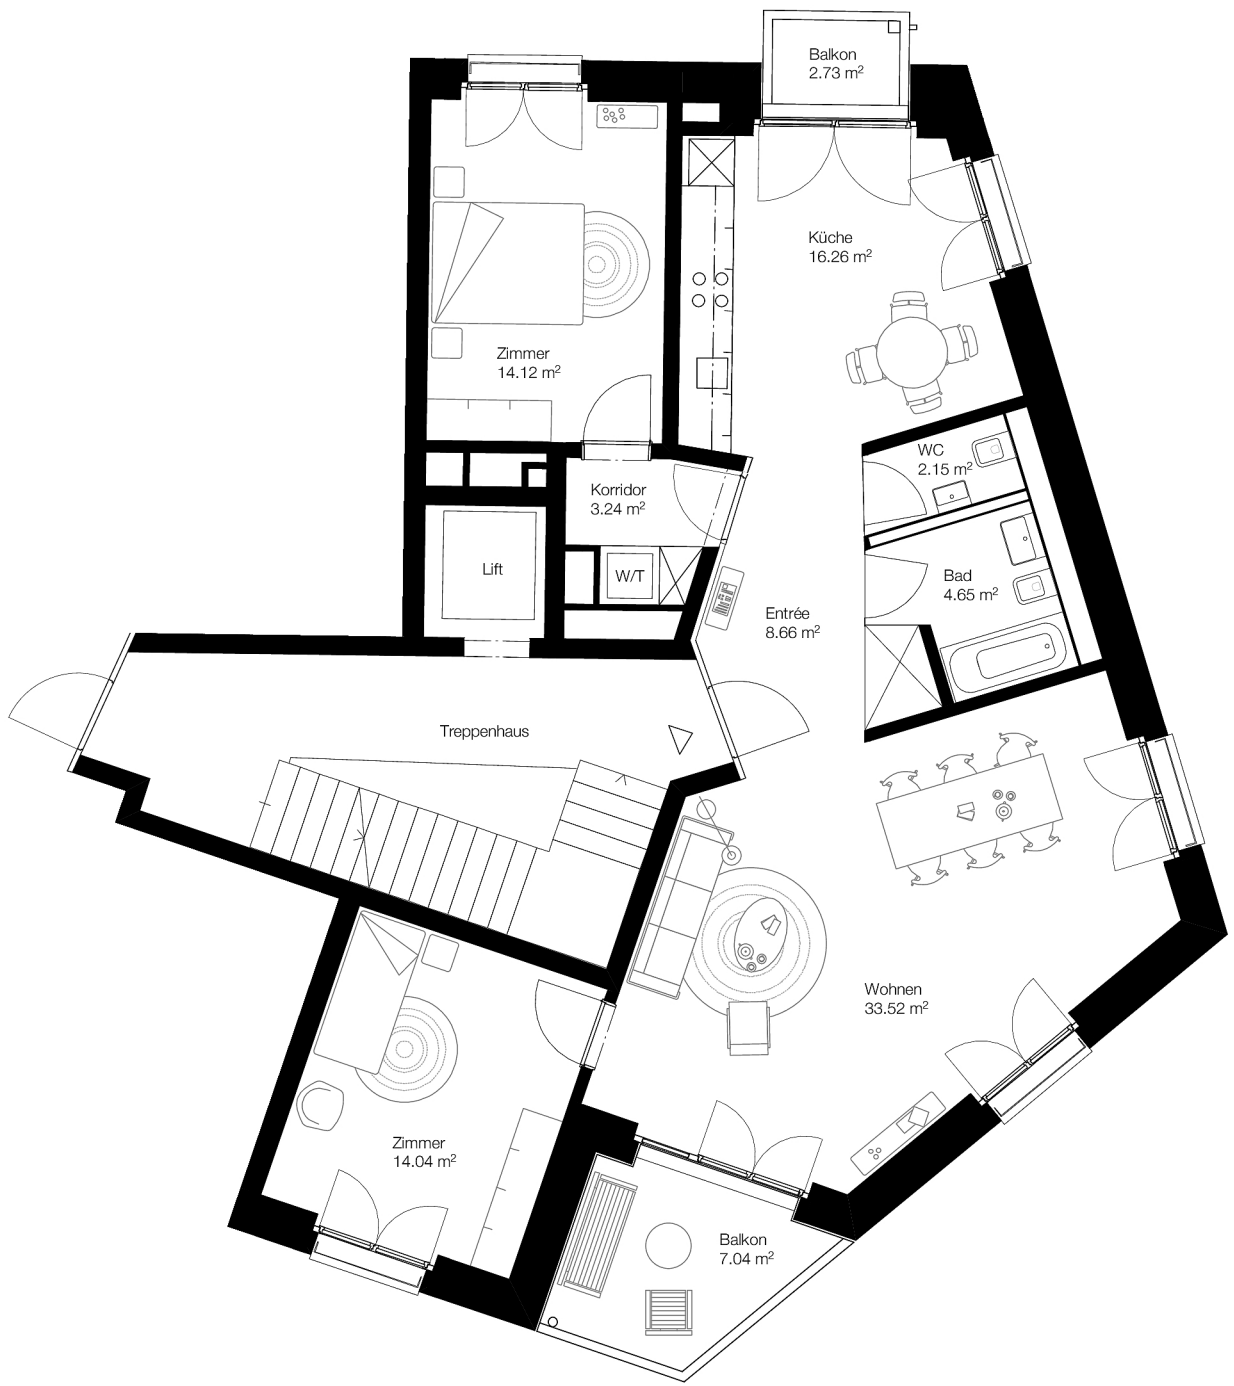 Balkon
2.73 m²
Küche
16.26 m²
Zimmer
14.12 m²
WC
2.15 m²
Korridor
3.24 m²
Lift
W/T
Bad
4.65 m²
Entrée
8.66 m²
Treppenhaus
Wohnen
33.52 m²
Zimmer
14.04 m²
Balkon
7.04 m²